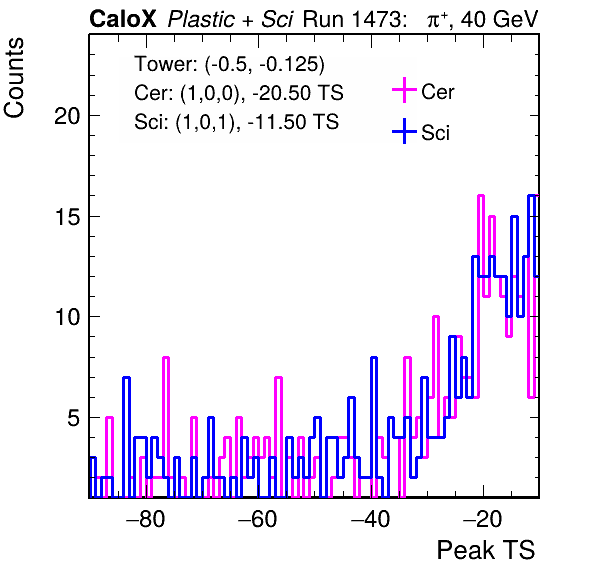 CaloX Plastic + Sci Run 1473: π⁺, 40 GeV
Counts
Tower: (-0.5, -0.125)
Cer: (1,0,0), -20.50 TS
Sci: (1,0,1), -11.50 TS
Cer
Sci
20
15
10
5
−80 −60 −40 −20
Peak TS